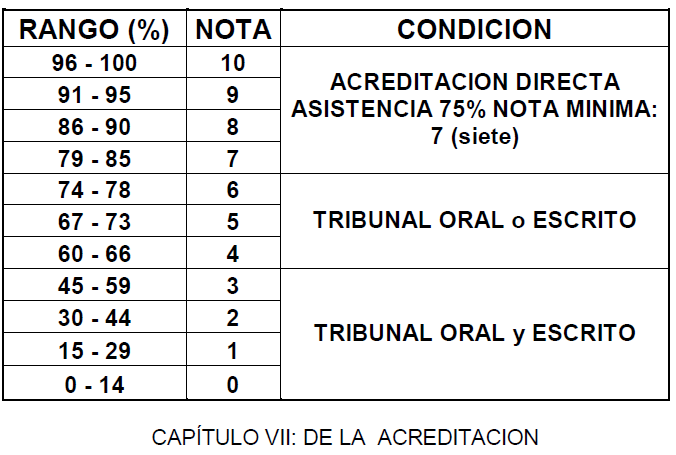 RANGO (%) NOTA CONDICION
96 - 100 10
91 - 95 9
86 - 90 8
79 - 85 7
ACREDITACION DIRECTA
ASISTENCIA 75% NOTA MINIMA:
7 (siete)
74 - 78 6
67 - 73 5
60 - 66 4
TRIBUNAL ORAL o ESCRITO
45 - 59 3
30 - 44 2
15 - 29 1
0 - 14 0
TRIBUNAL ORAL y ESCRITO
CAPÍTULO VII: DE LA ACREDITACION